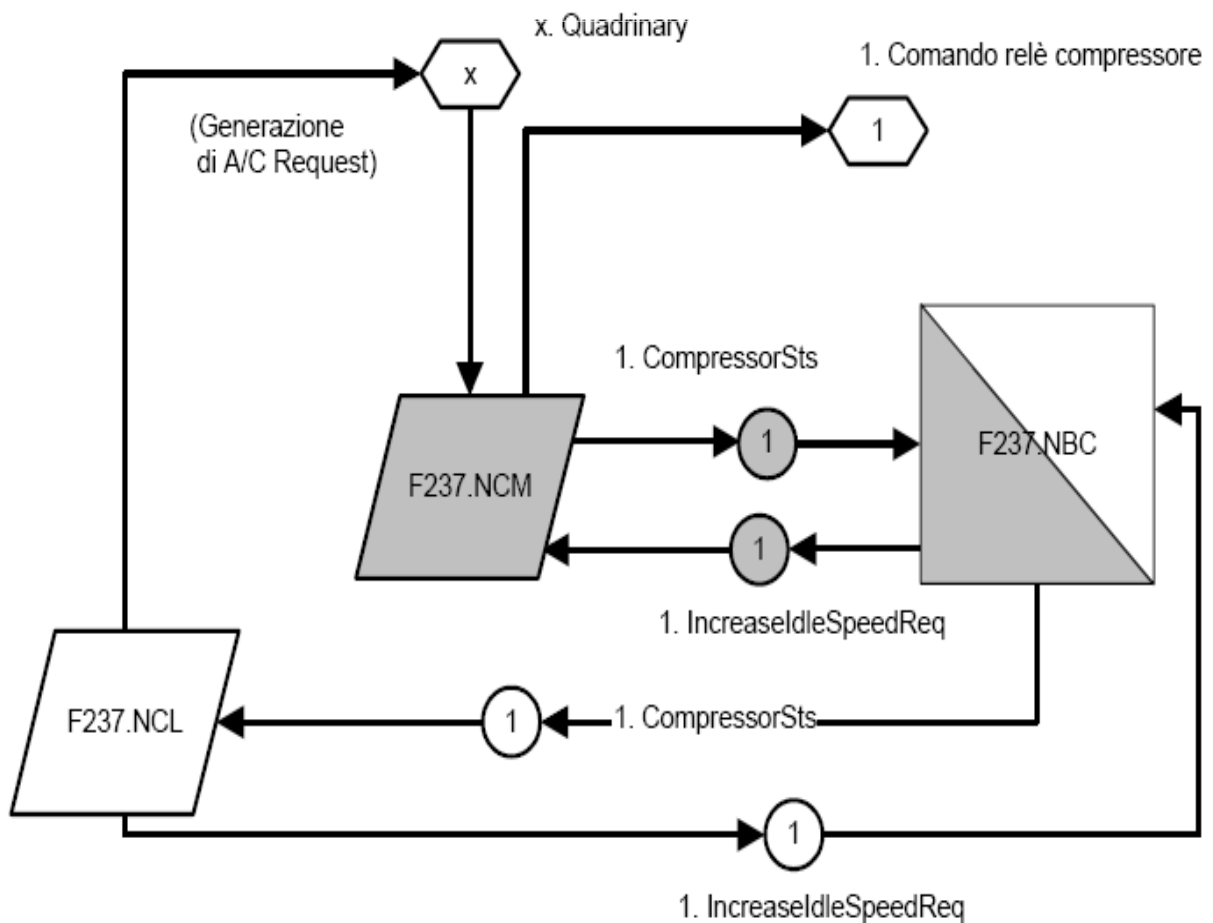 x. Quadrinary
1. Comando relè compressore
x
1
(Generazione
di A/C Request)
1. CompressorSts
1
F237.NBC
F237.NCM
1
1. IncreaseIdleSpeedReq
F237.NCL
1
1. CompressorSts
1
1. IncreaseIdleSpeedReq